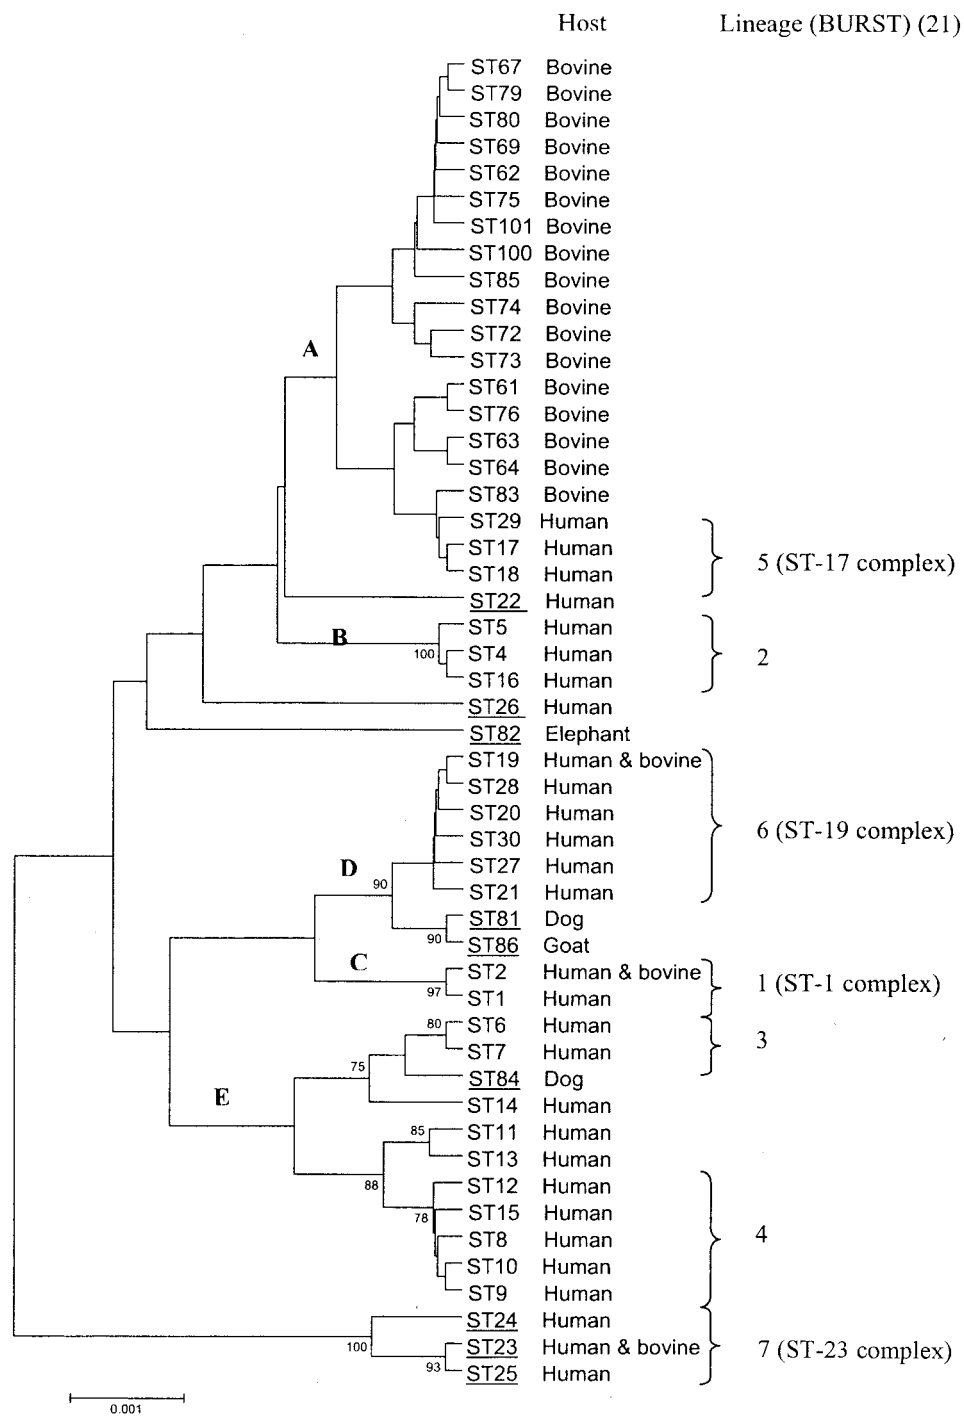 Host Lineage (BURST) (21)
ST67 Bovine
ST79 Bovine
ST80 Bovine
ST69 Bovine
ST62 Bovine
ST75 Bovine
ST101 Bovine
ST100 Bovine
ST85 Bovine
ST74 Bovine
ST72 Bovine
A
ST73 Bovine
ST61 Bovine
ST76 Bovine
ST63 Bovine
ST64 Bovine
ST83 Bovine
ST29 Human
ST17 Human
5 (ST-17 complex)
ST18 Human
ST22 Human
ST5 Human
B
100
ST4 Human
2
ST16 Human
ST26 Human
ST82 Elephant
ST19 Human & bovine
ST28 Human
ST20 Human
6 (ST-19 complex)
ST30 Human
ST27 Human
D
90
ST21 Human
ST81 Dog
90
ST86 Goat
C
ST2 Human & bovine
1 (ST-1 complex)
97
ST1 Human
80
ST6 Human
3
ST7 Human
75
ST84 Dog
E
ST14 Human
85
ST11 Human
ST13 Human
88
ST12 Human
78
ST15 Human
4
ST8 Human
ST10 Human
ST9 Human
ST24 Human
100
ST23 Human & bovine
7 (ST-23 complex)
93
ST25 Human
0.001